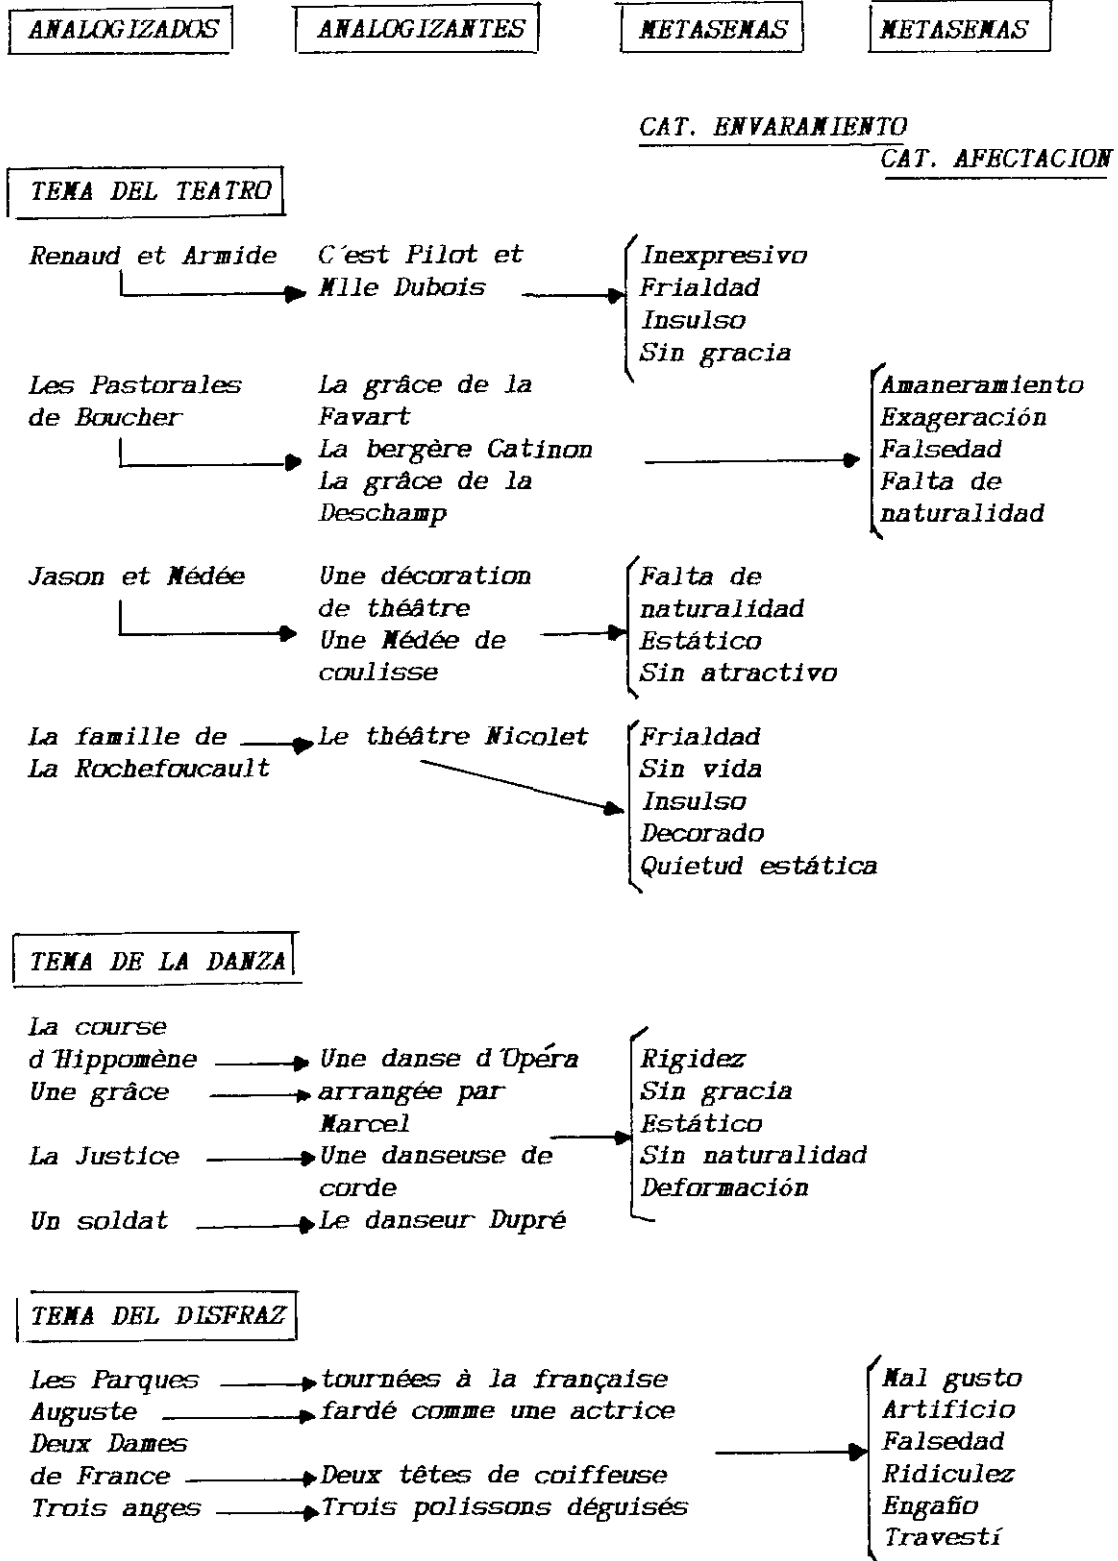 ANALOGIZADOS ANALOGIZANTES METASEMAS METASEMAS
CAT. ENVARAMIENTO
CAT. AFECTACION
TEMA DEL TEATRO
Renaud et Armide C'est Pilot et Inexpresivo
Mlle Dubois Frialdad
Insulso
Sin gracia
Les Pastorales La grâce de la Amaneramiento
de Boucher Favart Exageración
La bergère Catinon Falsedad
La grâce de la Falta de
Deschamp naturalidad
Jason et Médée Une décoration Falta de
de théâtre naturalidad
Une Médée de Estático
coulisse Sin atractivo
La famille de Le théâtre Nicolet Frialdad
La Rochefoucault Sin vida
Insulso
Decorado
Quietud estática
TEMA DE LA DANZA
La course
d'Hippomène Une danse d'Opéra Rigidez
Une grâce arrangée par Sin gracia
Marcel Estático
La Justice Une danseuse de Sin naturalidad
corde Deformación
Un soldat Le danseur Dupré
TEMA DEL DISFRAZ
Les Parques tournées à la française Mal gusto
Auguste fardé comme une actrice Artificio
Deux Dames Falsedad
de France Deux têtes de coiffeuse Ridiculez
Trois anges Trois polissons déguisés Engaño
Travestí